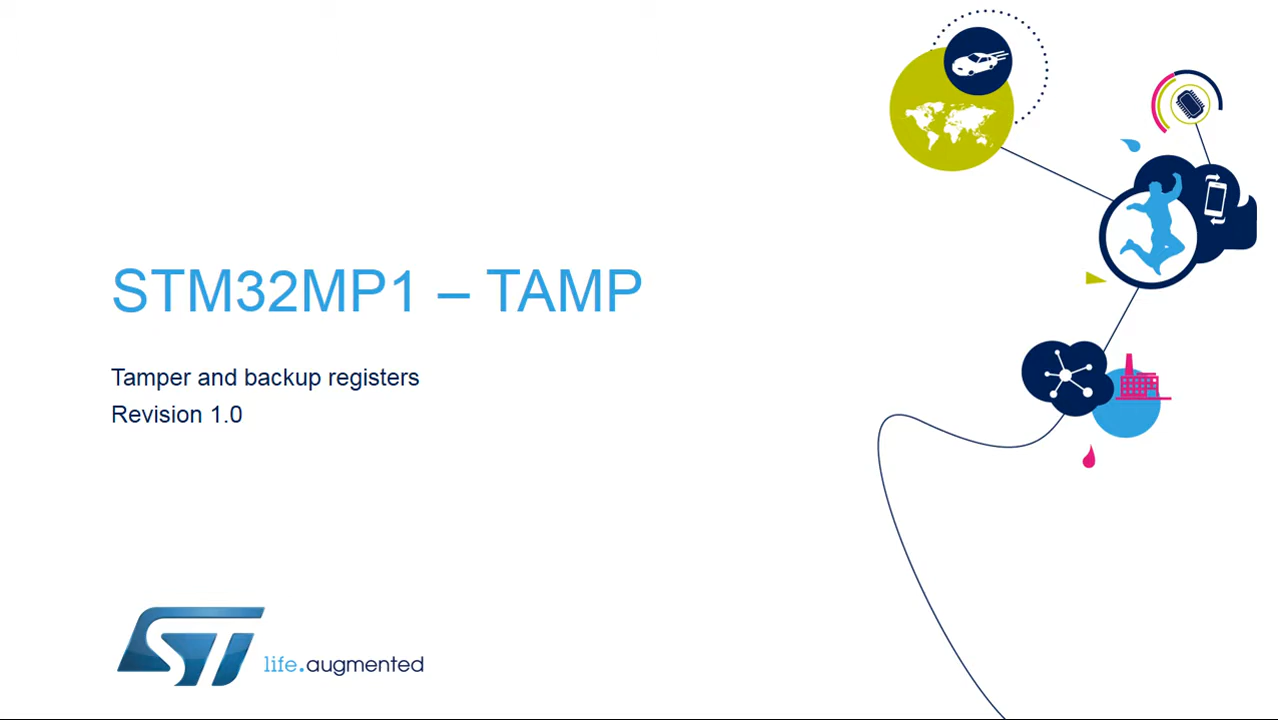 STM32MP1 – TAMP
Tamper and backup registers
Revision 1.0
ST life.augmented